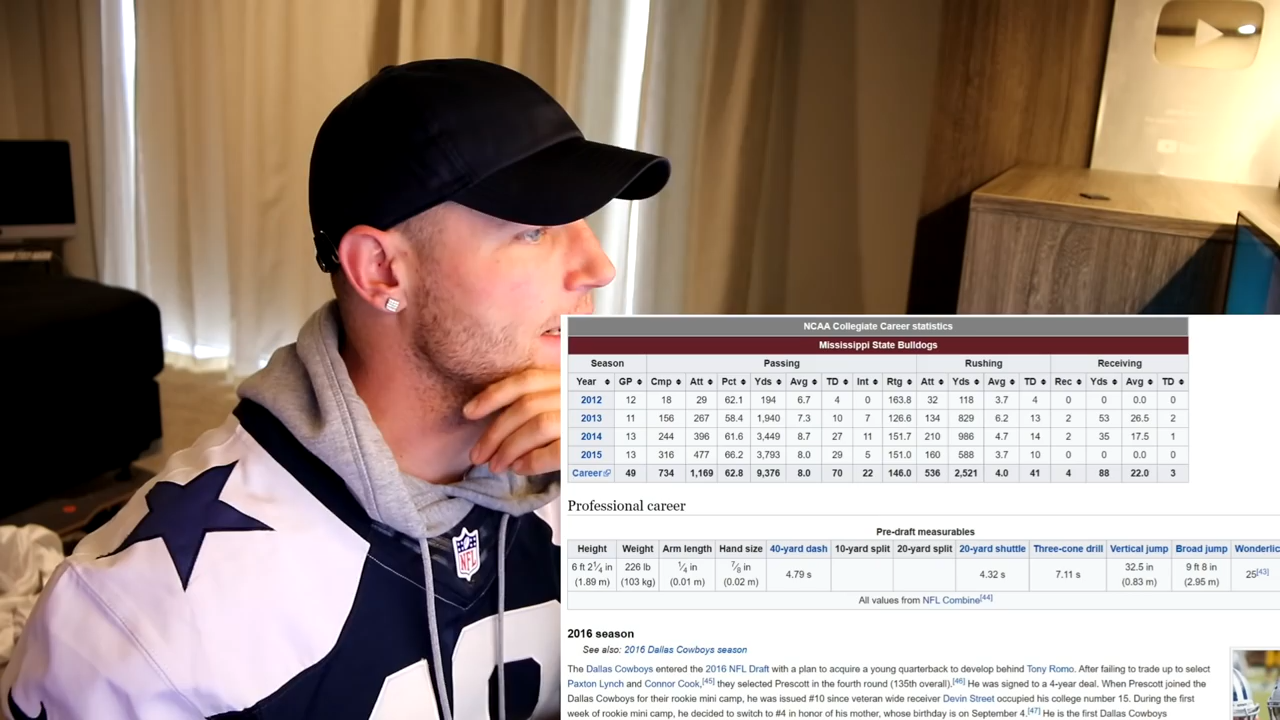 NFL
NCAA Collegiate Career statistics
Mississippi State Bulldogs
Season Passing Rushing Receiving
Year GP Cmp Att Pct Yds Avg TD Int Rtg Att Yds Avg TD Rec Yds Avg TD
2012 12 18 29 62.1 194 6.7 4 0 163.8 32 118 3.7 4 0 0 0.0 0
2013 11 156 267 58.4 1,940 7.3 10 7 126.6 134 829 6.2 13 2 53 26.5 2
2014 13 244 396 61.6 3,449 8.7 27 11 151.7 210 986 4.7 14 2 35 17.5 1
2015 13 316 477 66.2 3,793 8.0 29 5 151.0 160 588 3.7 10 0 0 0.0 0
Career 49 734 1,169 62.8 9,376 8.0 70 22 146.0 536 2,521 4.0 41 4 88 22.0 3
Professional career
Pre-draft measurables
Height Weight Arm length Hand size 40-yard dash 10-yard split 20-yard split 20-yard shuttle Three-cone drill Vertical jump Broad jump Wonderlic
6 ft 2 1⁄4 in 226 lb 1⁄4 in 7⁄8 in 4.79 s 4.32 s 7.11 s 32.5 in 9 ft 8 in 25[43]
(1.89 m) (103 kg) (0.01 m) (0.02 m) (0.83 m) (2.95 m)
All values from NFL Combine[44]
2016 season
See also: 2016 Dallas Cowboys season
The Dallas Cowboys entered the 2016 NFL Draft with a plan to acquire a young quarterback to develop behind Tony Romo. After failing to trade up to select
Paxton Lynch and Connor Cook,[45] they selected Prescott in the fourth round (135th overall).[46] He was signed to a 4-year deal. When Prescott joined the
Dallas Cowboys for their rookie mini camp, he was issued #10 since veteran wide receiver Devin Street occupied his college number 15. During the first
week of rookie mini camp, he decided to switch to #4 in honor of his mother, whose birthday is on September 4.[47] He is the first Dallas Cowboys